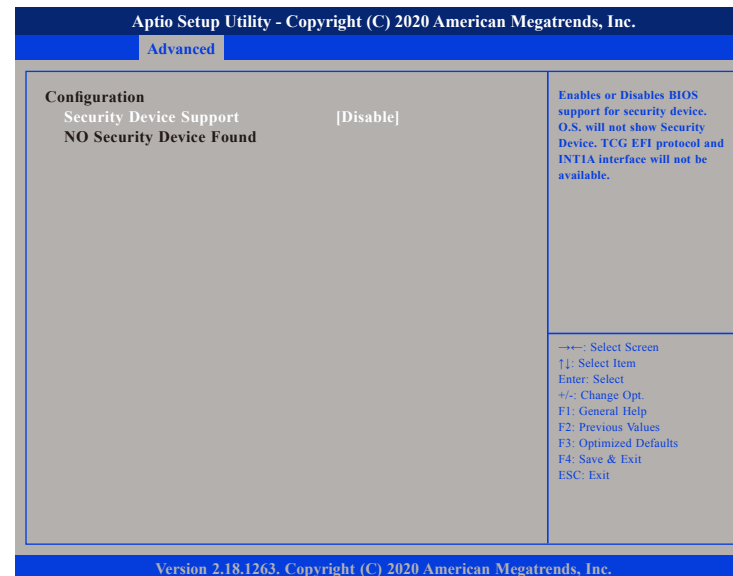 Aptio Setup Utility - Copyright (C) 2020 American Megatrends, Inc.
Advanced
Configuration
Security Device Support [Disable]
NO Security Device Found
Enables or Disables BIOS
support for security device.
O.S. will not show Security
Device. TCG EFI protocol and
INT1A interface will not be
available.
→←: Select Screen
↑↓: Select Item
Enter: Select
+/-: Change Opt.
F1: General Help
F2: Previous Values
F3: Optimized Defaults
F4: Save & Exit
ESC: Exit
Version 2.18.1263. Copyright (C) 2020 American Megatrends, Inc.